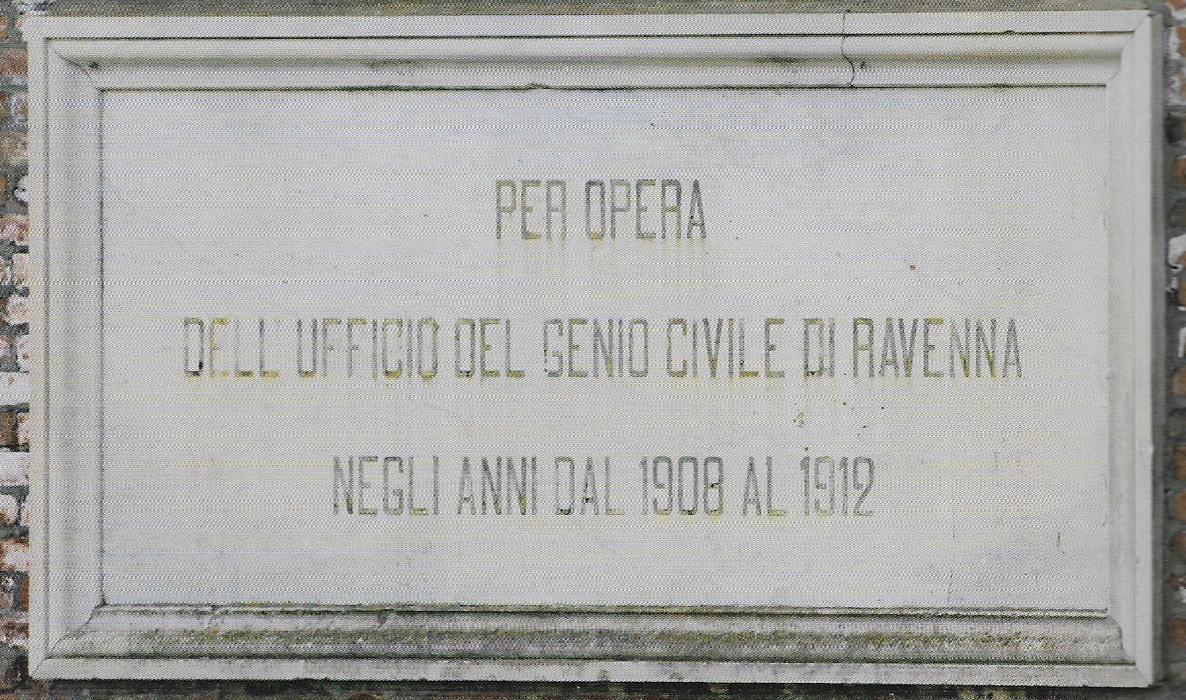 PER OPERA
DELL'UFFICIO DEL GENIO CIVILE DI RAVENNA
NEGLI ANNI DAL 1908 AL 1912